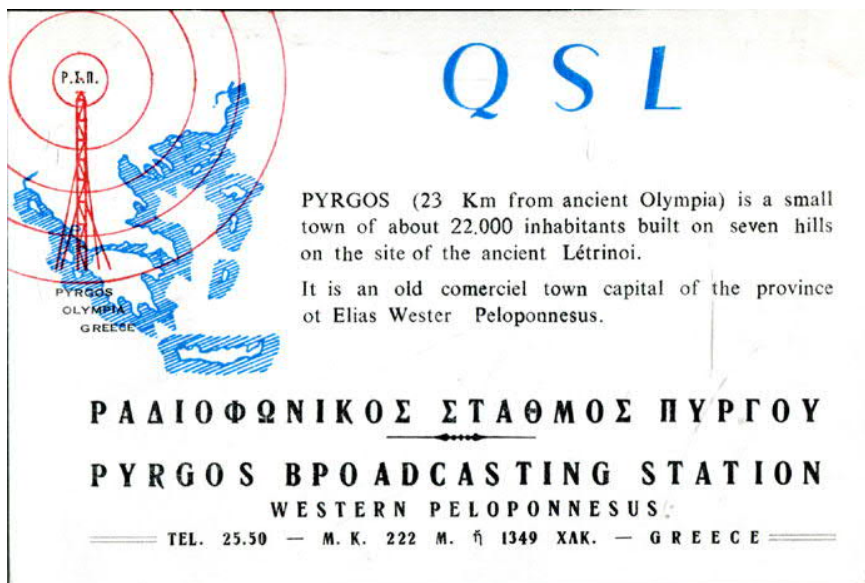 Ρ.Σ.Π.
QSL
PYRGOS (23 Km from ancient Olympia) is a small
town of about 22.000 inhabitants built on seven hills
on the site of the ancient Létrinoi.
It is an old comerciel town capital of the province
ot Elias Wester Peloponnesus.
PYRGOS
OLYMPIA
GREECE
ΡΑΔΙΟΦΩΝΙΚΟΣ ΣΤΑΘΜΟΣ ΠΥΡΓΟΥ
PYRGOS BPOADCASTING STATION
WESTERN PELOPONNESUS
TEL. 25.50 — Μ. Κ. 222 Μ. ἤ 1349 ΧΛΚ. — GREECE